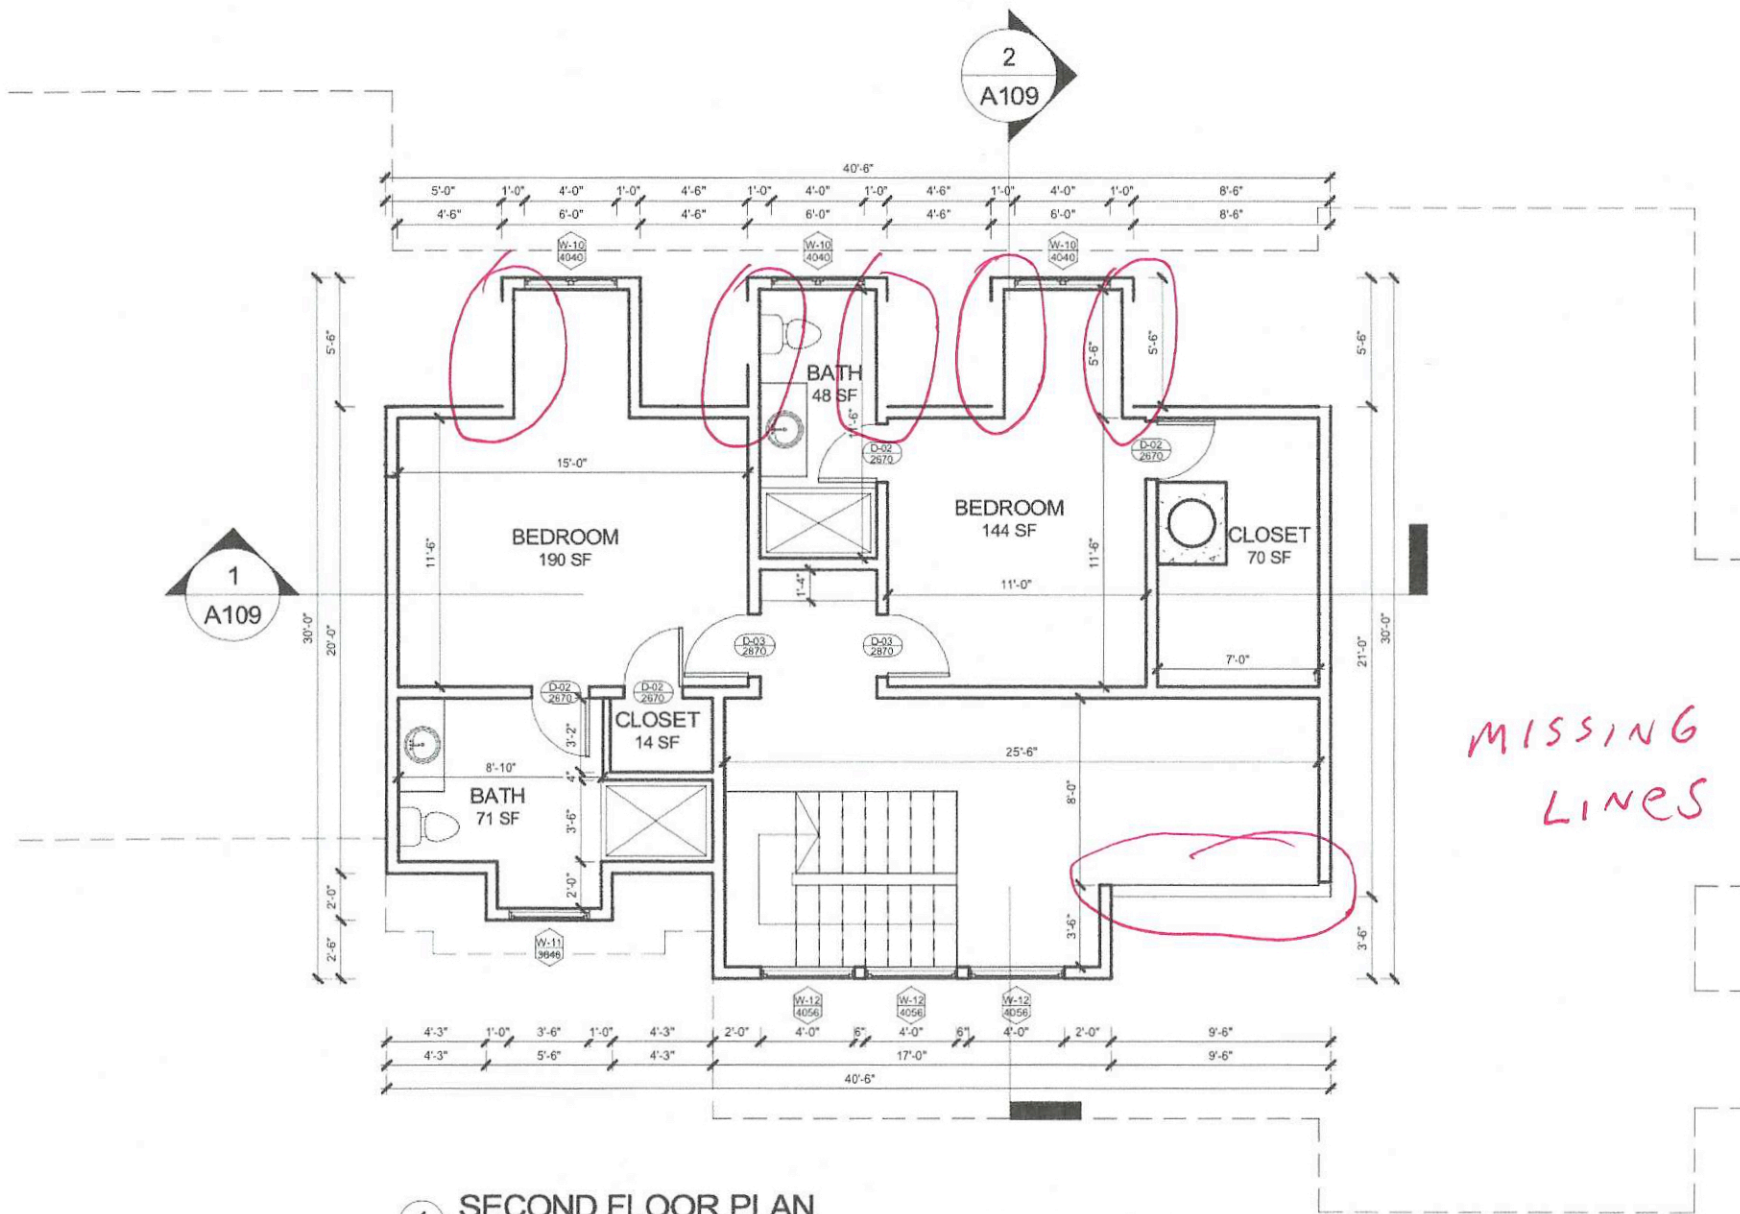 2
A109
40'-6"
5'-0" 1'-0" 4'-0" 1'-0" 4'-6" 1'-0" 4'-0" 1'-0" 4'-6" 1'-0" 4'-0" 1'-0" 8'-6"
4'-6" 6'-0" 4'-6" 6'-0" 4'-6" 6'-0" 8'-6"
W-10
4040
W-10
4040
W-10
4040
5'-6"
5'-6"
5'-6"
5'-6"
BATH
48 SF
D-02
2670
D-02
2670
15'-0"
BEDROOM
190 SF
11'-6"
BEDROOM
144 SF
11'-6"
11'-0"
CLOSET
70 SF
7'-0"
1
A109
30'-0"
20'-0"
1'-4"
D-03
2870
D-03
2870
21'-0"
30'-0"
D-02
2670
D-02
2670
CLOSET
14 SF
3'-2"
8'-10"
4"
BATH
71 SF
3'-6"
2'-0"
25'-6"
8'-0"
MISSING
LINES
2'-0"
2'-6"
3'-6"
3'-6"
W-11
3646
W-12
4056
W-12
4056
W-12
4056
4'-3" 1'-0" 3'-6" 1'-0" 4'-3" 2'-0" 4'-0" 6" 4'-0" 6" 4'-0" 2'-0" 9'-6"
4'-3" 5'-6" 4'-3" 17'-0" 9'-6"
40'-6"
SECOND FLOOR PLAN